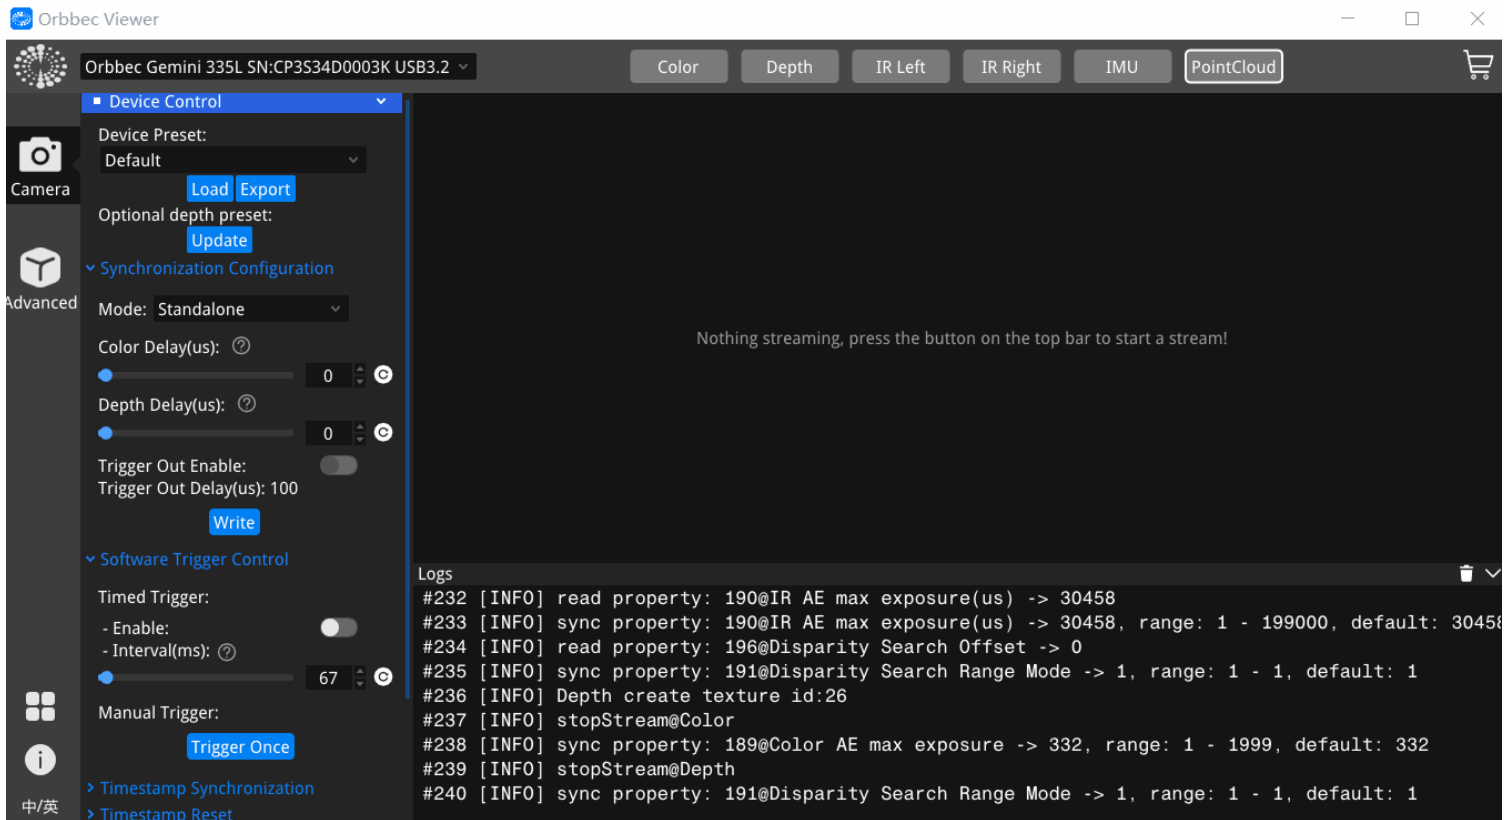 Orbbec Viewer
Orbbec Gemini 335L SN:CP3S34D0003K USB3.2
Color
Depth
IR Left
IR Right
IMU
PointCloud
Camera
Advanced
中/英
Device Control
Device Preset:
Default
Load Export
Optional depth preset:
Update
Synchronization Configuration
Mode: Standalone
Color Delay(us): ?
0
Depth Delay(us): ?
0
Trigger Out Enable:
Trigger Out Delay(us): 100
Write
Software Trigger Control
Timed Trigger:
- Enable:
- Interval(ms): ?
67
Manual Trigger:
Trigger Once
Timestamp Synchronization
Timestamp Reset
Nothing streaming, press the button on the top bar to start a stream!
Logs
#232 [INFO] read property: 190@IR AE max exposure(us) -> 30458
#233 [INFO] sync property: 190@IR AE max exposure(us) -> 30458, range: 1 - 199000, default: 30458
#234 [INFO] read property: 196@Disparity Search Offset -> 0
#235 [INFO] sync property: 191@Disparity Search Range Mode -> 1, range: 1 - 1, default: 1
#236 [INFO] Depth create texture id:26
#237 [INFO] stopStream@Color
#238 [INFO] sync property: 189@Color AE max exposure -> 332, range: 1 - 1999, default: 332
#239 [INFO] stopStream@Depth
#240 [INFO] sync property: 191@Disparity Search Range Mode -> 1, range: 1 - 1, default: 1